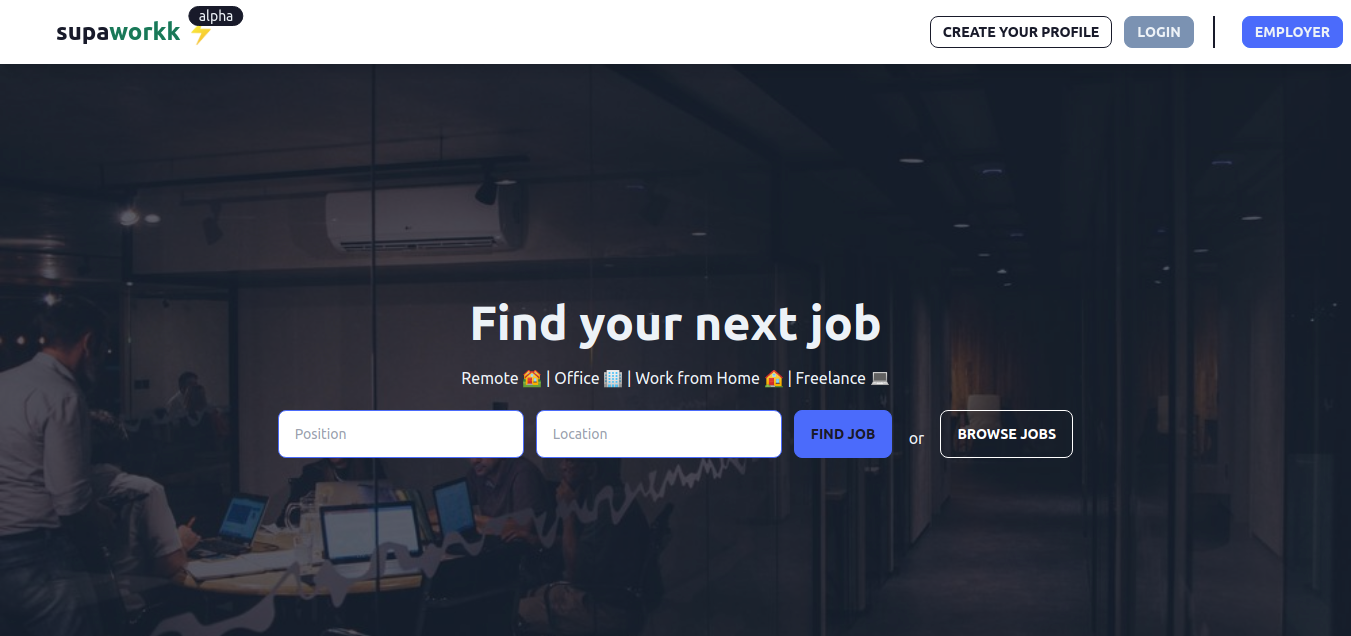 alpha
supaworkk ⚡
CREATE YOUR PROFILE
LOGIN
EMPLOYER
Find your next job
Remote 🏡 | Office 🏢 | Work from Home 🏠 | Freelance 💻
Position
Location
FIND JOB
or
BROWSE JOBS